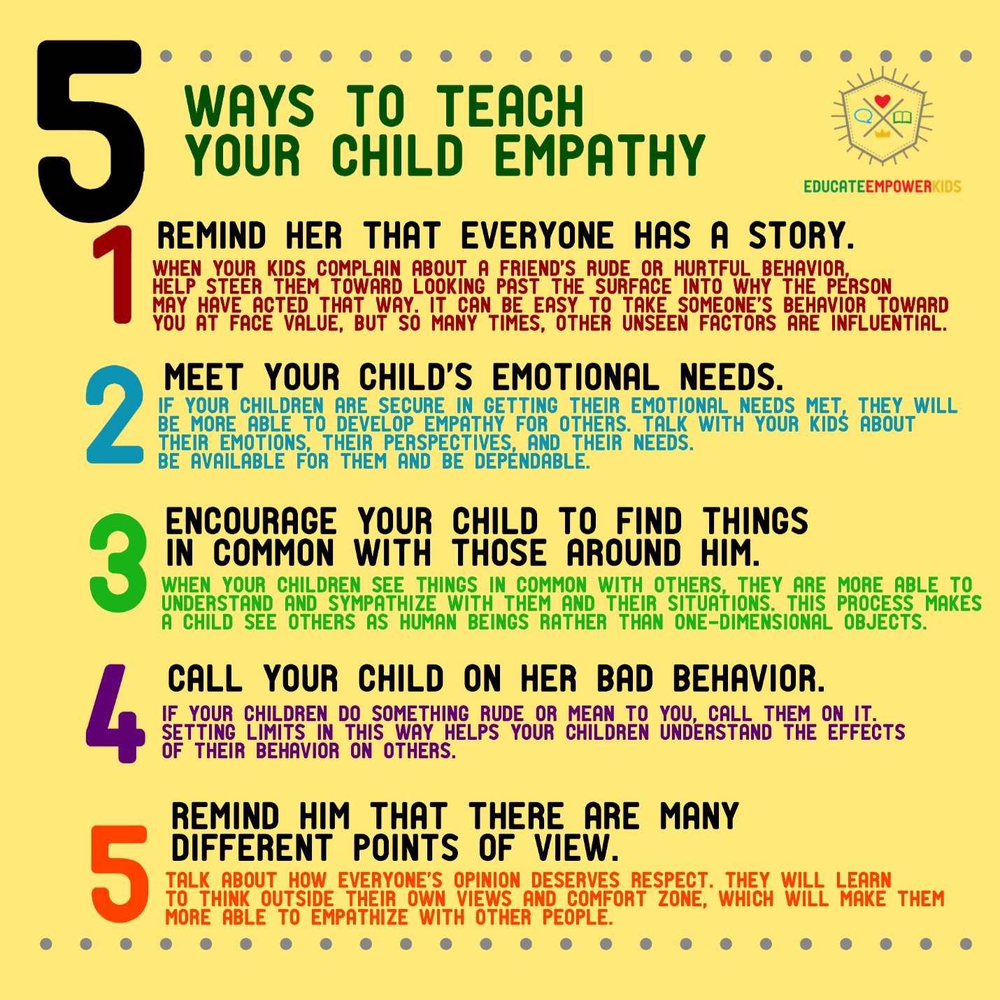 5 WAYS TO TEACH
YOUR CHILD EMPATHY
EDUCATEEMPOWERKIDS
1 REMIND HER THAT EVERYONE HAS A STORY.
WHEN YOUR KIDS COMPLAIN ABOUT A FRIEND'S RUDE OR HURTFUL BEHAVIOR,
HELP STEER THEM TOWARD LOOKING PAST THE SURFACE INTO WHY THE PERSON
MAY HAVE ACTED THAT WAY. IT CAN BE EASY TO TAKE SOMEONE'S BEHAVIOR TOWARD
YOU AT FACE VALUE, BUT SO MANY TIMES, OTHER UNSEEN FACTORS ARE INFLUENTIAL.
2 MEET YOUR CHILD'S EMOTIONAL NEEDS.
IF YOUR CHILDREN ARE SECURE IN GETTING THEIR EMOTIONAL NEEDS MET, THEY WILL
BE MORE ABLE TO DEVELOP EMPATHY FOR OTHERS. TALK WITH YOUR KIDS ABOUT
THEIR EMOTIONS, THEIR PERSPECTIVES, AND THEIR NEEDS.
BE AVAILABLE FOR THEM AND BE DEPENDABLE.
3 ENCOURAGE YOUR CHILD TO FIND THINGS
IN COMMON WITH THOSE AROUND HIM.
WHEN YOUR CHILDREN SEE THINGS IN COMMON WITH OTHERS, THEY ARE MORE ABLE TO
UNDERSTAND AND SYMPATHIZE WITH THEM AND THEIR SITUATIONS. THIS PROCESS MAKES
A CHILD SEE OTHERS AS HUMAN BEINGS RATHER THAN ONE-DIMENSIONAL OBJECTS.
4 CALL YOUR CHILD ON HER BAD BEHAVIOR.
IF YOUR CHILDREN DO SOMETHING RUDE OR MEAN TO YOU, CALL THEM ON IT.
SETTING LIMITS IN THIS WAY HELPS YOUR CHILDREN UNDERSTAND THE EFFECTS
OF THEIR BEHAVIOR ON OTHERS.
5 REMIND HIM THAT THERE ARE MANY
DIFFERENT POINTS OF VIEW.
TALK ABOUT HOW EVERYONE'S OPINION DESERVES RESPECT. THEY WILL LEARN
TO THINK OUTSIDE THEIR OWN VIEWS AND COMFORT ZONE, WHICH WILL MAKE THEM
MORE ABLE TO EMPATHIZE WITH OTHER PEOPLE.